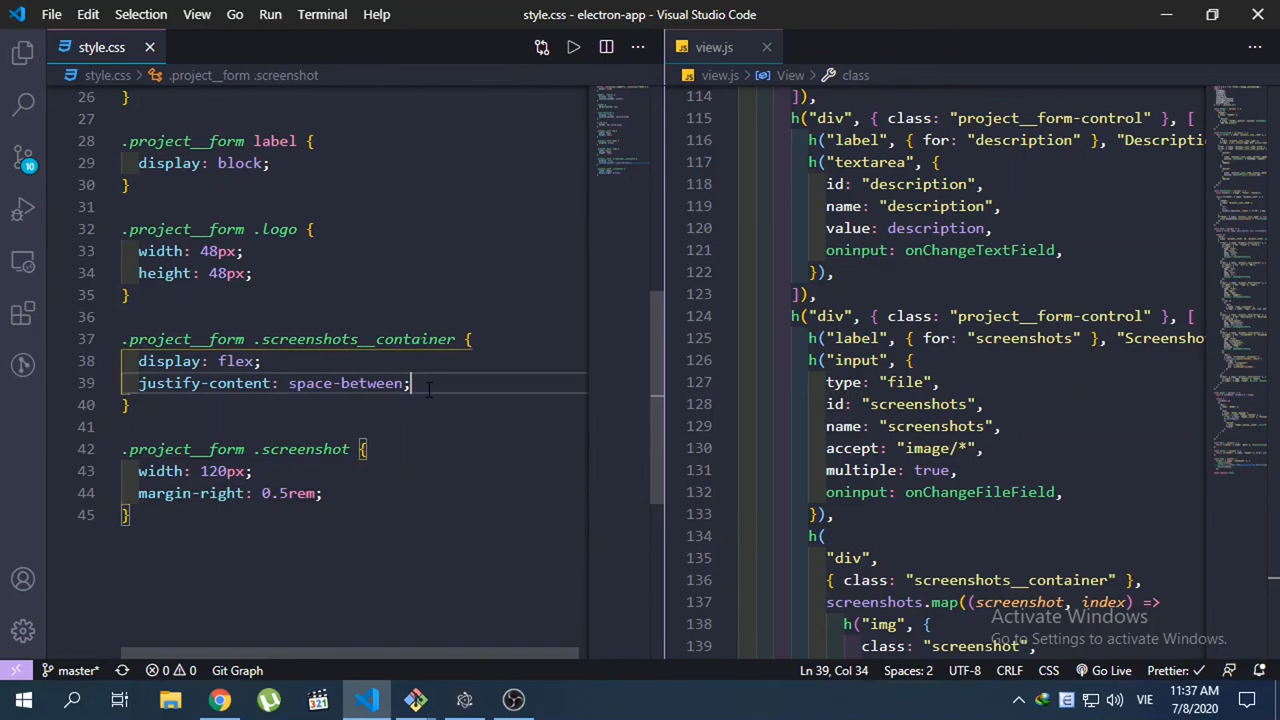 File Edit Selection View Go Run Terminal Help style.css - electron-app - Visual Studio Code
style.css
style.css > .project__form .screenshot
26 }
27
28 .project__form label {
29 display: block;
30 }
31
32 .project__form .logo {
33 width: 48px;
34 height: 48px;
35 }
36
37 .project__form .screenshots__container {
38 display: flex;
39 justify-content: space-between;
40 }
41
42 .project__form .screenshot {
43 width: 120px;
44 margin-right: 0.5rem;
45 }
view.js
view.js > View > class
114 ]),
115 h("div", { class: "project__form-control" }, [
116 h("label", { for: "description" }, "Descripti
117 h("textarea", {
118 id: "description",
119 name: "description",
120 value: description,
121 oninput: onChangeTextField,
122 }),
123 ]),
124 h("div", { class: "project__form-control" }, [
125 h("label", { for: "screenshots" }, "Screensho
126 h("input", {
127 type: "file",
128 id: "screenshots",
129 name: "screenshots",
130 accept: "image/*",
131 multiple: true,
132 oninput: onChangeFileField,
133 }),
134 h(
135 "div",
136 { class: "screenshots__container" },
137 screenshots.map((screenshot, index) =>
138 h("img", {
139 class: "screenshot",
Activate Windows
Go to Settings to activate Windows.
10
master* 0 0 Git Graph Ln 39, Col 34 Spaces: 2 UTF-8 CRLF CSS Go Live Prettier: ✓
321
VIE
11:37 AM
7/8/2020